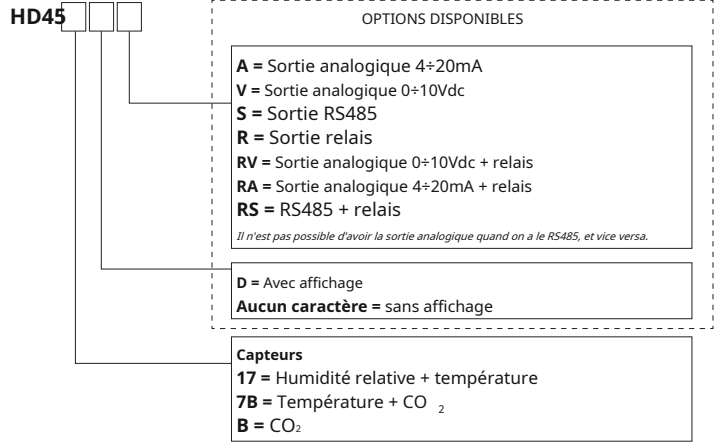 HD45
OPTIONS DISPONIBLES
A = Sortie analogique 4÷20mA
V = Sortie analogique 0÷10Vdc
S = Sortie RS485
R = Sortie relais
RV = Sortie analogique 0÷10Vdc + relais
RA = Sortie analogique 4÷20mA + relais
RS = RS485 + relais
Il n'est pas possible d'avoir la sortie analogique quand on a le RS485, et vice versa.
D = Avec affichage
Aucun caractère = sans affichage
Capteurs
17 = Humidité relative + température
7B = Température + CO 2
B = CO2